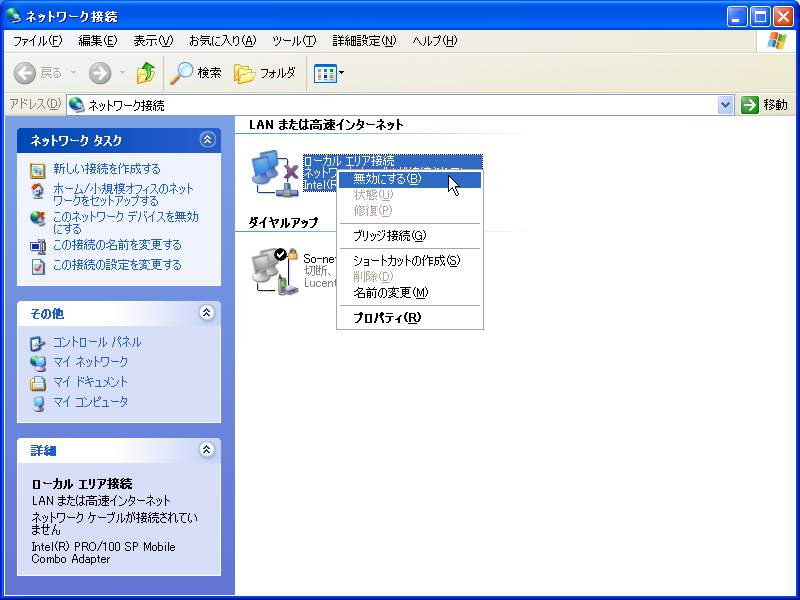 ネットワーク接続
ファイル(F) 編集(E) 表示(V) お気に入り(A) ツール(T) 詳細設定(N) ヘルプ(H)
戻る 検索 フォルダ
アドレス(D) ネットワーク接続 移動
ネットワーク タスク
新しい接続を作成する
ホーム/小規模オフィスのネット
ワークをセットアップする
このネットワーク デバイスを無効
にする
この接続の名前を変更する
この接続の設定を変更する
その他
コントロール パネル
マイ ネットワーク
マイ ドキュメント
マイ コンピュータ
詳細
ローカル エリア接続
LAN または高速インターネット
ネットワーク ケーブルが接続されてい
ません
Intel(R) PRO/100 SP Mobile
Combo Adapter
LAN または高速インターネット
ローカル エリア接続
Intel(R
ダイヤルアップ
So-ne
切断、
Lucent
無効にする(B)
状態(U)
修復(P)
ブリッジ接続(G)
ショートカットの作成(S)
削除(D)
名前の変更(M)
プロパティ(R)